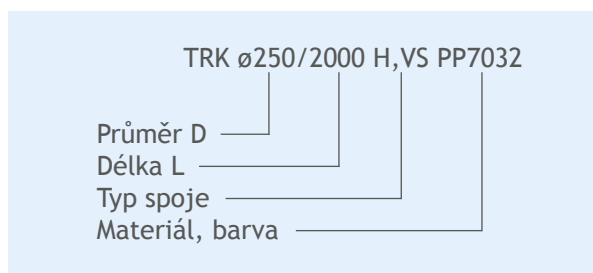 TRK ø250/2000 H,VS PP7032
Průměr D
Délka L
Typ spoje
Materiál, barva